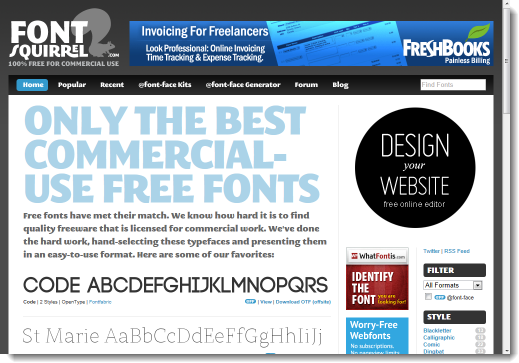 FONT
SQUIRREL
.COM
100% FREE FOR COMMERCIAL USE
Invoicing For Freelancers
Look Professional: Online Invoicing
Time Tracking & Expense Tracking.
FRESHBOOKS
Painless Billing
Home Popular Recent @font-face Kits @font-face Generator Forum Blog Find Fonts
ONLY THE BEST
COMMERCIAL-
USE FREE FONTS
Free fonts have met their match. We know how hard it is to find
quality freeware that is licensed for commercial work. We've done
the hard work, hand-selecting these typefaces and presenting them
in an easy-to-use format. Here are some of our favorites:
CODE ABCDEFGHIJKLMNOPQRS
Code | 2 Styles | OpenType | Fontfabric
OTF | View | Download OTF (offsite)
St Marie AaBbCcDdEeFfGgHhIiJj
DESIGN
your
WEBSITE
free online editor
WhatFontis.com
IDENTIFY
THE FONT
you are looking for!
Worry-Free
Webfonts
No subscriptions.
No pageview limits.
Twitter | RSS Feed
FILTER
All Formats
@font-face
STYLE
Blackletter
Calligraphic
Comic
Dingbat